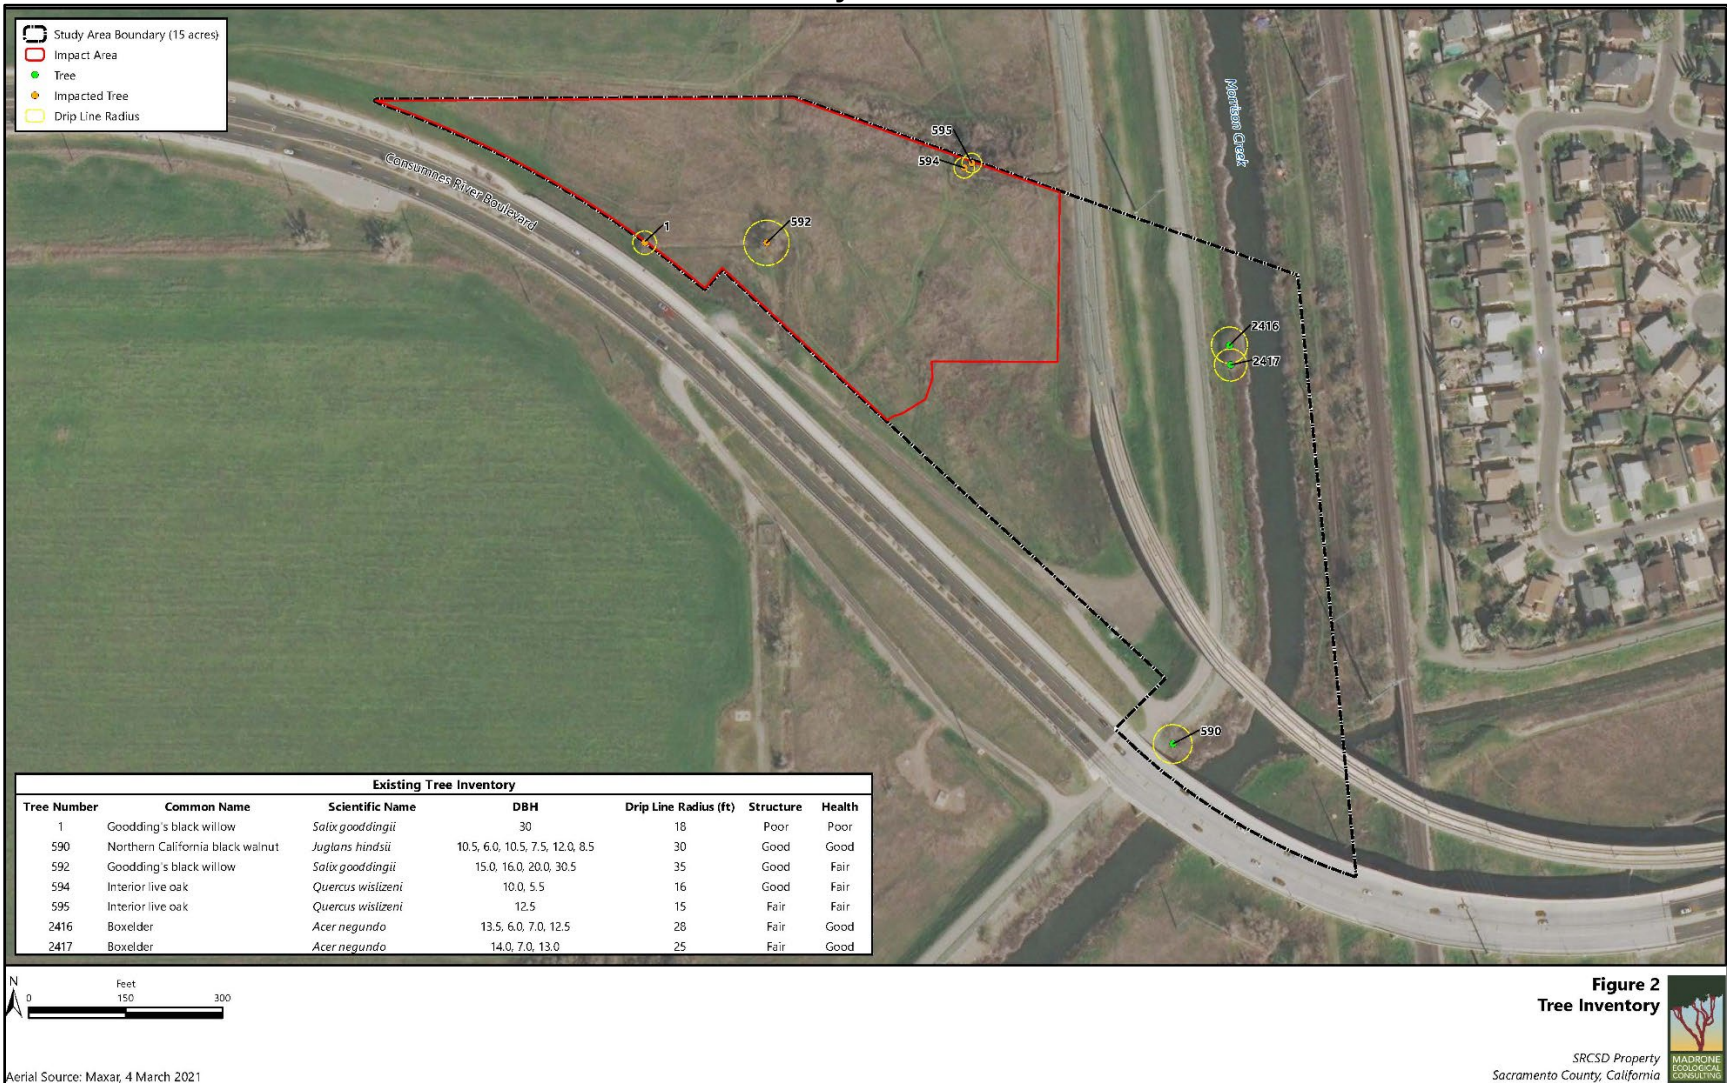 Study Area Boundary (15 acres)
Impact Area
Tree
Impacted Tree
Drip Line Radius
Consumnes River Boulevard
Morrison Creek
595
594
1
592
2416
2417
590
Existing Tree Inventory
Tree Number Common Name Scientific Name DBH Drip Line Radius (ft) Structure Health
1 Goodding's black willow Salix gooddingii 30 18 Poor Poor
590 Northern California black walnut Juglans hindsii 10.5, 6.0, 10.5, 7.5, 12.0, 8.5 30 Good Good
592 Goodding's black willow Salix gooddingii 15.0, 16.0, 20.0, 30.5 35 Good Fair
594 Interior live oak Quercus wislizeni 10.0, 5.5 16 Good Fair
595 Interior live oak Quercus wislizeni 12.5 15 Fair Fair
2416 Boxelder Acer negundo 13.5, 6.0, 7.0, 12.5 28 Fair Good
2417 Boxelder Acer negundo 14.0, 7.0, 13.0 25 Fair Good
N
Feet
0 150 300
Figure 2
Tree Inventory
SRCSD Property
Sacramento County, California
MADRONE
ECOLOGICAL
CONSULTING
Aerial Source: Maxar, 4 March 2021